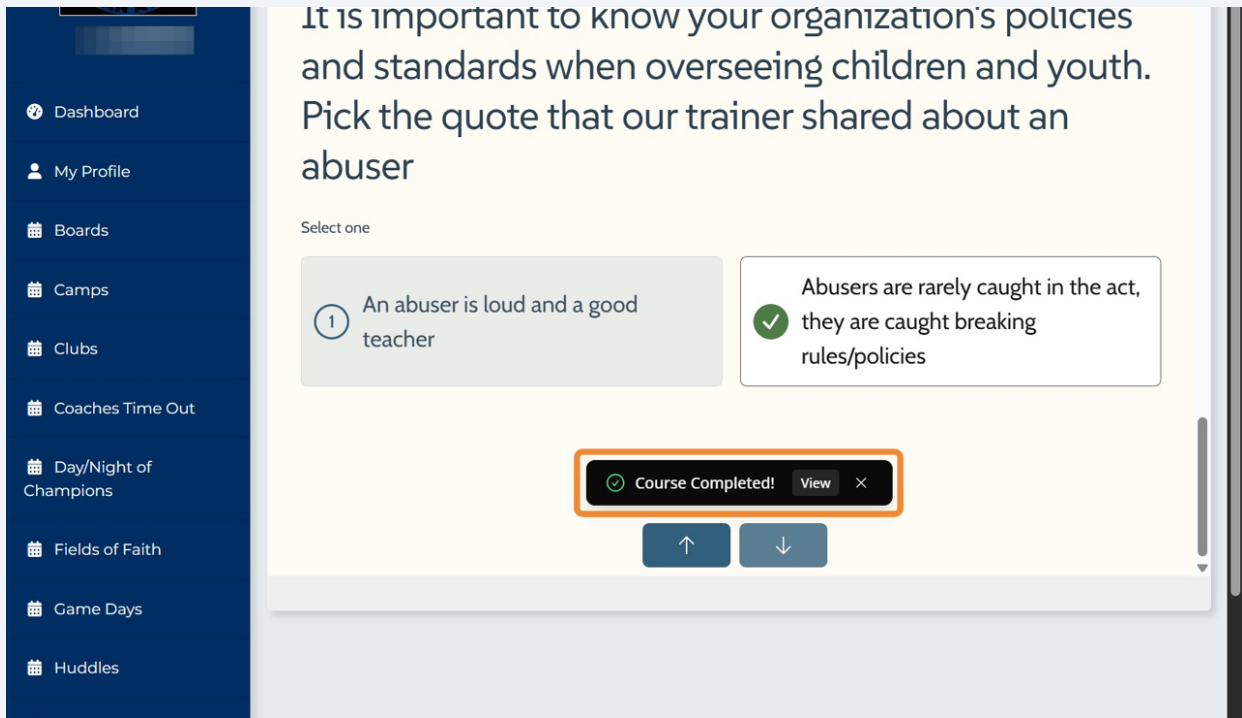 Dashboard
My Profile
Boards
Camps
Clubs
Coaches Time Out
Day/Night of
Champions
Fields of Faith
Game Days
Huddles
It is important to know your organization's policies
and standards when overseeing children and youth.
Pick the quote that our trainer shared about an
abuser
Select one
1
An abuser is loud and a good
teacher
Abusers are rarely caught in the act,
they are caught breaking
rules/policies
Course Completed! View